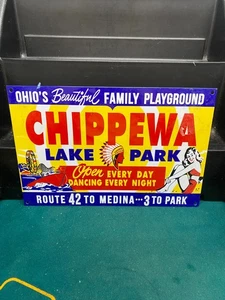 OHIO'S Beautiful FAMILY PLAYGROUND
CHIPPEWA
LAKE PARK
Open EVERY DAY
DANCING EVERY NIGHT
ROUTE 42 TO MEDINA---3 TO PARK